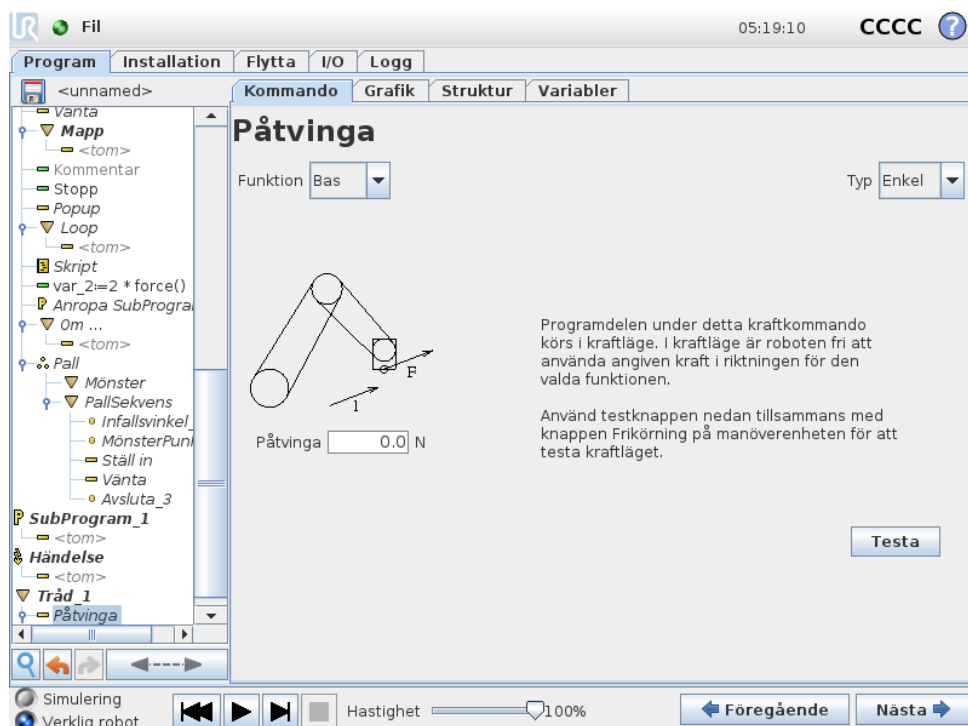 UR Fil 05:19:10 CCCC ?
Program Installation Flytta I/O Logg
<unnamed> Kommando Grafik Struktur Variabler
Vänta
Mapp
<tom>
Kommentar
Stopp
Popup
Loop
<tom>
Skript
var_2:=2 * force()
P Anropa SubProgra
Om ...
<tom>
Pall
Mönster
PallSekvens
Infallsvinkel_
MönsterPunk
Ställ in
Vänta
Avsluta_3
P SubProgram_1
<tom>
Händelse
<tom>
Tråd_1
Påtvinga
Påtvinga
Funktion Bas Typ Enkel
F
1
Påtvinga 0.0 N
Programdelen under detta kraftkommando
körs i kraftläge. I kraftläge är roboten fri att
använda angiven kraft i riktningen för den
valda funktionen.
Använd testknappen nedan tillsammans med
knappen Frikörning på manöverenheten för att
testa kraftläget.
Testa
Simulering
Verklig robot
Hastighet 100%
Föregående Nästa